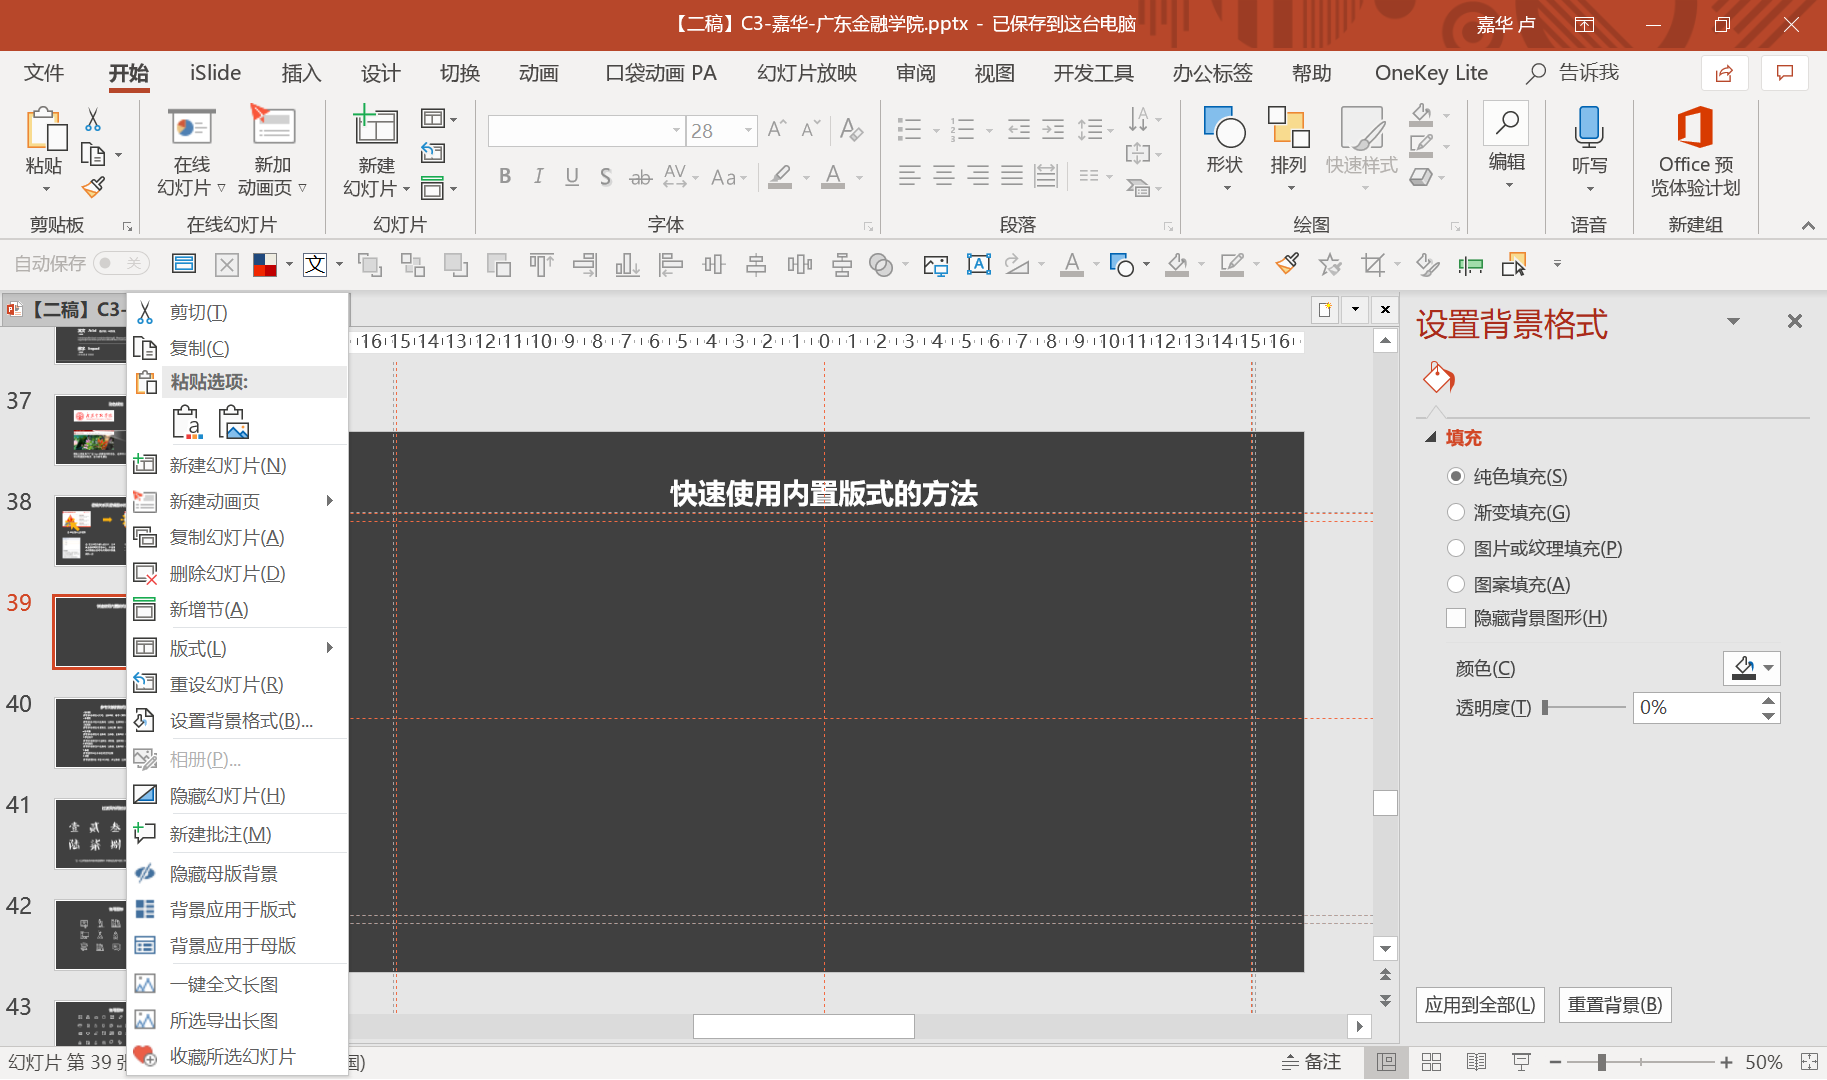 【二稿】C3-嘉华-广东金融学院.pptx - 已保存到这台电脑
嘉华 卢
文件 开始 iSlide 插入 设计 切换 动画 口袋动画 PA 幻灯片放映 审阅 视图 开发工具 办公标签 帮助 OneKey Lite 告诉我
粘贴
在线
幻灯片
新加
动画页
新建
幻灯片
28
B I U S ab AV Aa A
形状
排列
快速样式
编辑
听写
Office 预
览体验计划
剪贴板 在线幻灯片 幻灯片 字体 段落 绘图 语音 新建组
自动保存 关
文
【二稿】C3-
16 15 14 13 12 11 10 9 8 7 6 5 4 3 2 1 0 1 2 3 4 5 6 7 8 9 10 11 12 13 14 15 16
37
38
39
40
41
壹 贰 叁
陆 柒 捌
42
43
剪切(T)
复制(C)
粘贴选项:
新建幻灯片(N)
新建动画页
复制幻灯片(A)
删除幻灯片(D)
新增节(A)
版式(L)
重设幻灯片(R)
设置背景格式(B)...
相册(P)...
隐藏幻灯片(H)
新建批注(M)
隐藏母版背景
背景应用于版式
背景应用于母版
一键全文长图
所选导出长图
收藏所选幻灯片
快速使用内置版式的方法
设置背景格式
填充
纯色填充(S)
渐变填充(G)
图片或纹理填充(P)
图案填充(A)
隐藏背景图形(H)
颜色(C)
透明度(T) 0%
应用到全部(L) 重置背景(B)
幻灯片 第 39 张
国)
备注
50%